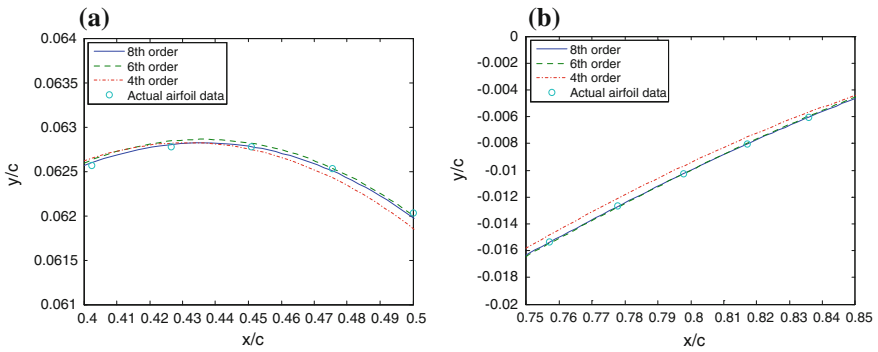 (a)
0.064
0.0635
0.063
0.0625
0.062
0.0615
0.061
y/c
8th order
6th order
4th order
Actual airfoil data
0.4 0.41 0.42 0.43 0.44 0.45 0.46 0.47 0.48 0.49 0.5
x/c
(b)
0
-0.002
-0.004
-0.006
-0.008
-0.01
-0.012
-0.014
-0.016
-0.018
-0.02
y/c
8th order
6th order
4th order
Actual airfoil data
0.75 0.76 0.77 0.78 0.79 0.8 0.81 0.82 0.83 0.84 0.85
x/c